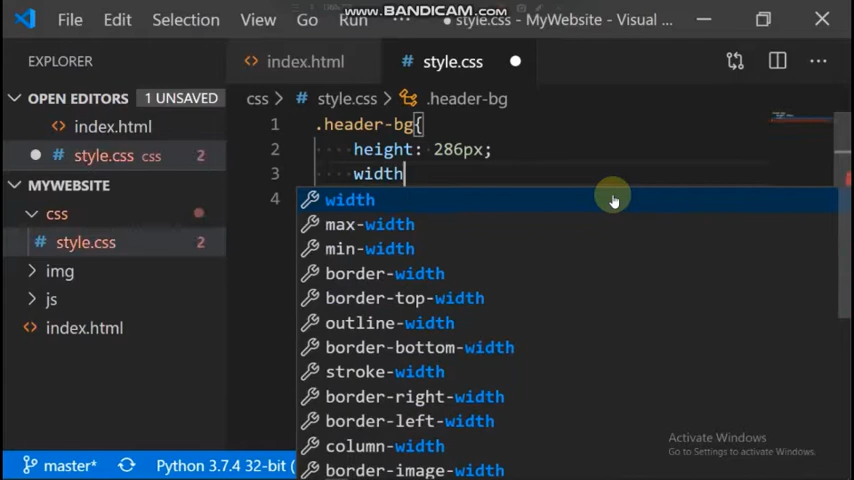 www.BANDICAM.com
File Edit Selection View Go Run ··· ● style.css - MyWebsite - Visual ...
EXPLORER
<> index.html
# style.css ●
OPEN EDITORS 1 UNSAVED
<> index.html
● # style.css css 2
MYWEBSITE
css
# style.css 2
img
js
<> index.html
css > # style.css > .header-bg
1 .header-bg{
2 height: 286px;
3 width
4
width
max-width
min-width
border-width
border-top-width
outline-width
border-bottom-width
stroke-width
border-right-width
border-left-width
column-width
border-image-width
Activate Windows
Go to Settings to activate Windows.
master* Python 3.7.4 32-bit (